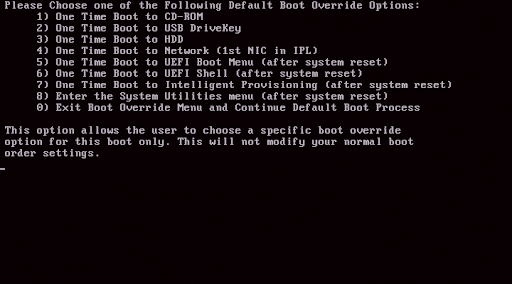 Please Choose one of the Following Default Boot Override Options:
1) One Time Boot to CD-ROM
2) One Time Boot to USB DriveKey
3) One Time Boot to HDD
4) One Time Boot to Network (1st NIC in IPL)
5) One Time Boot to UEFI Boot Menu (after system reset)
6) One Time Boot to UEFI Shell (after system reset)
7) One Time Boot to Intelligent Provisioning (after system reset)
8) Enter the System Utilities menu (after system reset)
0) Exit Boot Override Menu and Continue Default Boot Process
This option allows the user to choose a specific boot override
option for this boot only. This will not modify your normal boot
order settings.